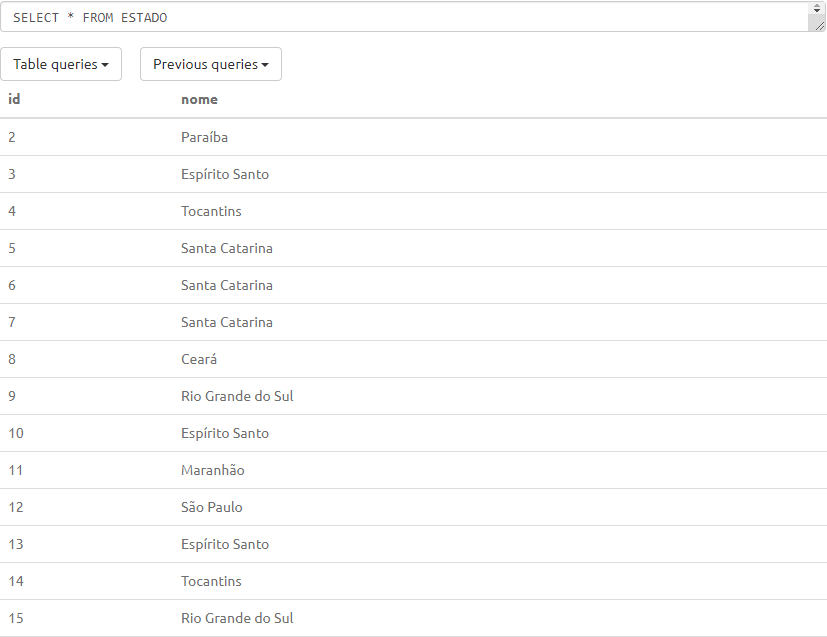 SELECT * FROM ESTADO
Table queries Previous queries
id nome
2 Paraíba
3 Espírito Santo
4 Tocantins
5 Santa Catarina
6 Santa Catarina
7 Santa Catarina
8 Ceará
9 Rio Grande do Sul
10 Espírito Santo
11 Maranhão
12 São Paulo
13 Espírito Santo
14 Tocantins
15 Rio Grande do Sul